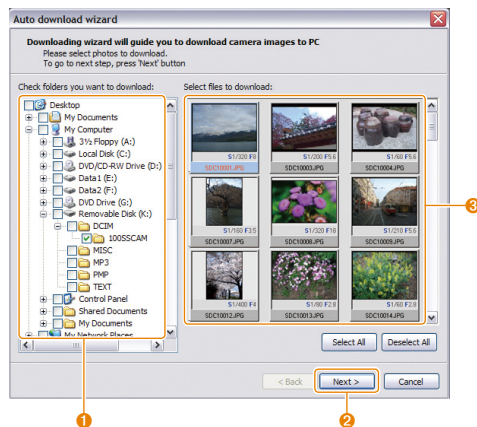 Auto download wizard
Downloading wizard will guide you to download camera images to PC
Please select photos to download.
To go to next step, press 'Next' button
Check folders you want to download:
Select files to download:
Desktop
My Documents
My Computer
3½ Floppy (A:)
Local Disk (C:)
DVD/CD-RW Drive (D:)
Data1 (E:)
Data2 (F:)
DVD Drive (G:)
Removable Disk (K:)
DCIM
100SSCAM
MISC
MP3
PMP
TEXT
Control Panel
Shared Documents
My Documents
My Network Places
S1/320 F8
S1/200 F5.6
S1/60 F5.6
SDC10001.JPG
SDC10003.JPG
SDC10004.JPG
S1/160 F3.5
S1/320 F18
S1/210 F5.6
SDC10007.JPG
SDC10008.JPG
SDC10009.JPG
S1/400 F4
S1/80 F2.8
S1/60 F2.8
SDC10012.JPG
SDC10013.JPG
SDC10014.JPG
3
Select All
Deselect All
< Back
Next >
Cancel
1
2